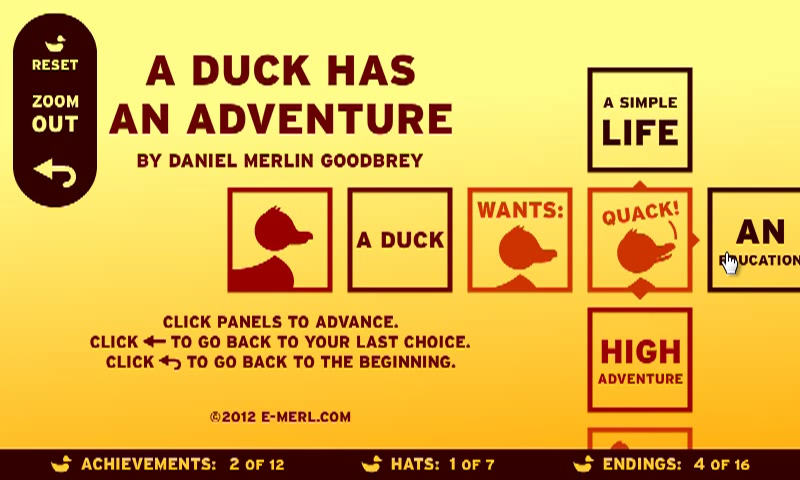 RESET
ZOOM
OUT
A DUCK HAS
AN ADVENTURE
BY DANIEL MERLIN GOODBREY
A SIMPLE
LIFE
A DUCK
WANTS:
QUACK!
AN
EDUCATION
HIGH
ADVENTURE
CLICK PANELS TO ADVANCE.
CLICK ← TO GO BACK TO YOUR LAST CHOICE.
CLICK ↩ TO GO BACK TO THE BEGINNING.
©2012 E-MERL.COM
ACHIEVEMENTS: 2 OF 12
HATS: 1 OF 7
ENDINGS: 4 OF 16